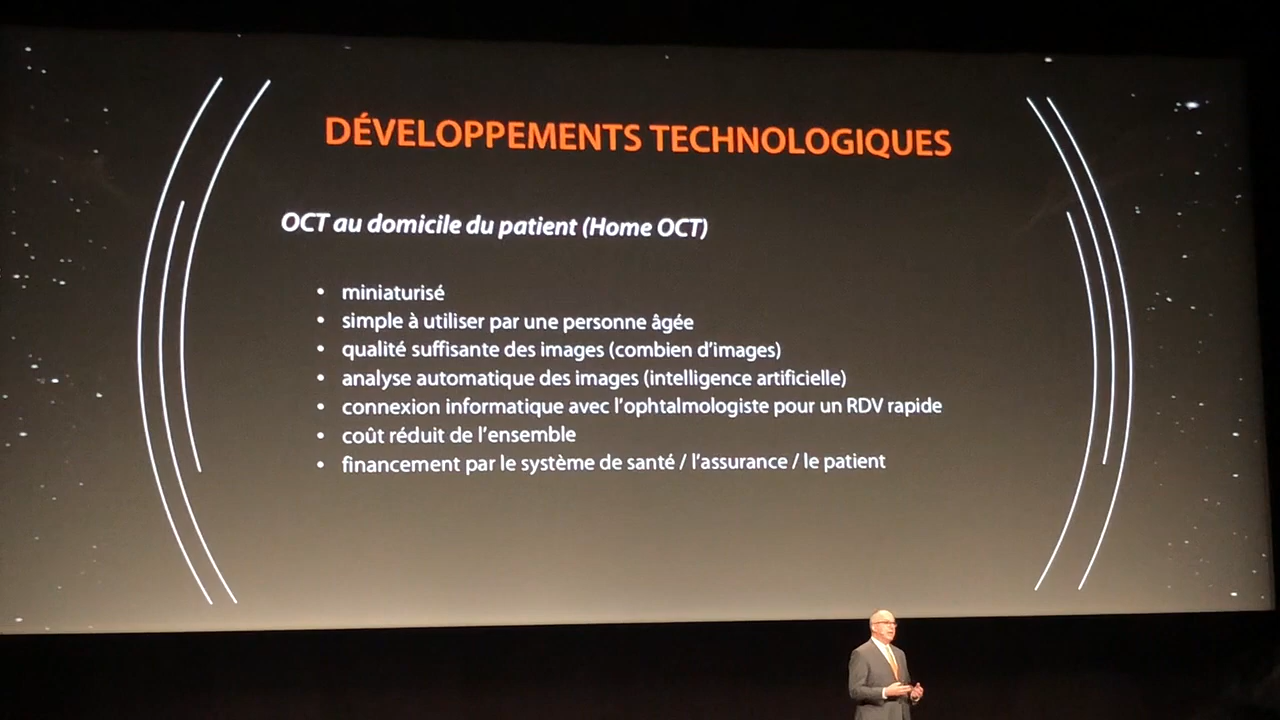 DÉVELOPPEMENTS TECHNOLOGIQUES
OCT au domicile du patient (Home OCT)
• miniaturisé
• simple à utiliser par une personne âgée
• qualité suffisante des images (combien d'images)
• analyse automatique des images (intelligence artificielle)
• connexion informatique avec l'ophtalmologiste pour un RDV rapide
• coût réduit de l'ensemble
• financement par le système de santé / l'assurance / le patient